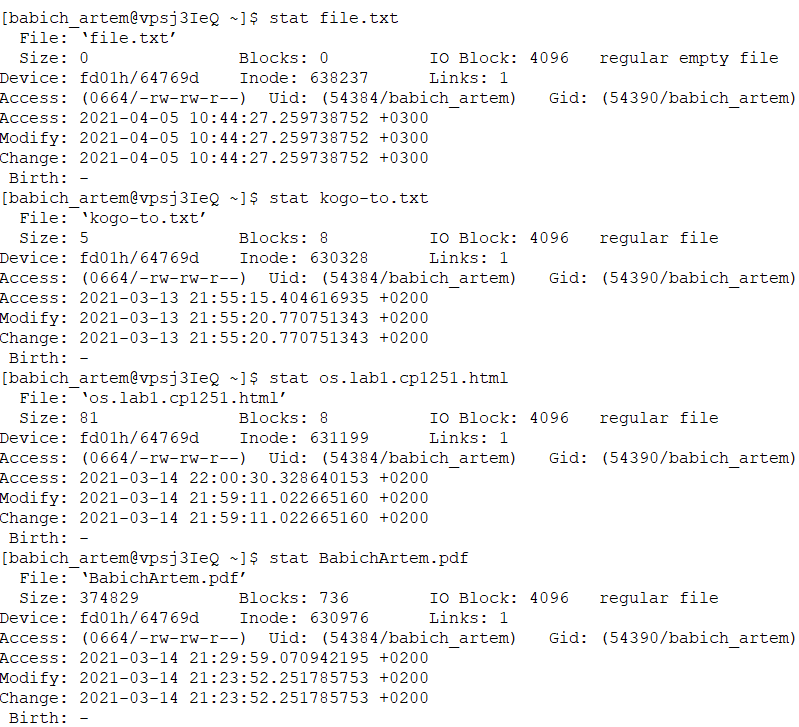 [babich_artem@vpsj3IeQ ~]$ stat file.txt
  File: ‘file.txt’
  Size: 0               Blocks: 0          IO Block: 4096   regular empty file
Device: fd01h/64769d    Inode: 638237      Links: 1
Access: (0664/-rw-rw-r--)  Uid: (54384/babich_artem)   Gid: (54390/babich_artem)
Access: 2021-04-05 10:44:27.259738752 +0300
Modify: 2021-04-05 10:44:27.259738752 +0300
Change: 2021-04-05 10:44:27.259738752 +0300
 Birth: -
[babich_artem@vpsj3IeQ ~]$ stat kogo-to.txt
  File: ‘kogo-to.txt’
  Size: 5               Blocks: 8          IO Block: 4096   regular file
Device: fd01h/64769d    Inode: 630328      Links: 1
Access: (0664/-rw-rw-r--)  Uid: (54384/babich_artem)   Gid: (54390/babich_artem)
Access: 2021-03-13 21:55:15.404616935 +0200
Modify: 2021-03-13 21:55:20.770751343 +0200
Change: 2021-03-13 21:55:20.770751343 +0200
 Birth: -
[babich_artem@vpsj3IeQ ~]$ stat os.lab1.cp1251.html
  File: ‘os.lab1.cp1251.html’
  Size: 81              Blocks: 8          IO Block: 4096   regular file
Device: fd01h/64769d    Inode: 631199      Links: 1
Access: (0664/-rw-rw-r--)  Uid: (54384/babich_artem)   Gid: (54390/babich_artem)
Access: 2021-03-14 22:00:30.328640153 +0200
Modify: 2021-03-14 21:59:11.022665160 +0200
Change: 2021-03-14 21:59:11.022665160 +0200
 Birth: -
[babich_artem@vpsj3IeQ ~]$ stat BabichArtem.pdf
  File: ‘BabichArtem.pdf’
  Size: 374829          Blocks: 736        IO Block: 4096   regular file
Device: fd01h/64769d    Inode: 630976      Links: 1
Access: (0664/-rw-rw-r--)  Uid: (54384/babich_artem)   Gid: (54390/babich_artem)
Access: 2021-03-14 21:29:59.070942195 +0200
Modify: 2021-03-14 21:23:52.251785753 +0200
Change: 2021-03-14 21:23:52.251785753 +0200
 Birth: -